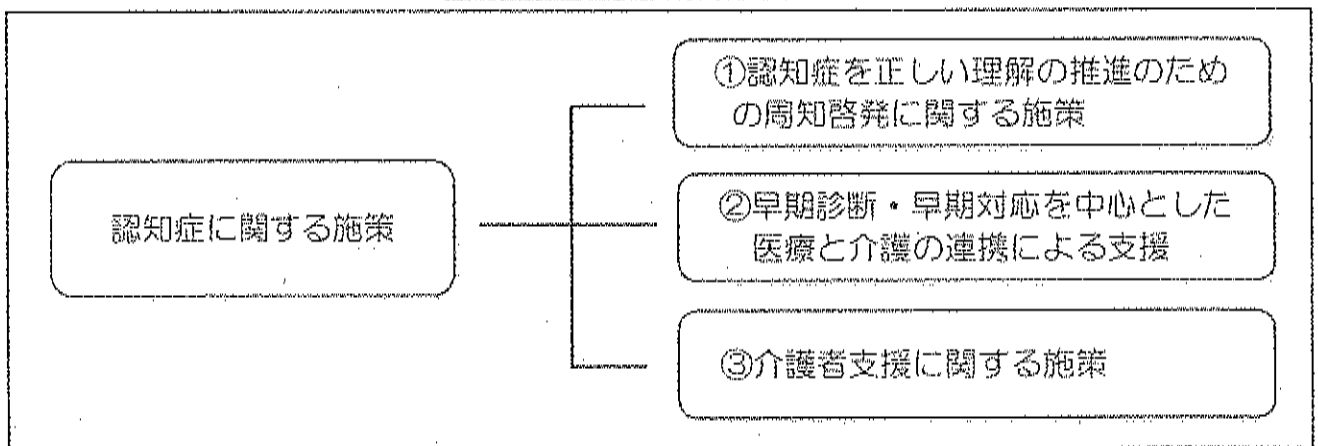 認知症に関する施策
①認知症を正しい理解の推進のため
の周知啓発に関する施策
②早期診断・早期対応を中心とした
医療と介護の連携による支援
③介護者支援に関する施策